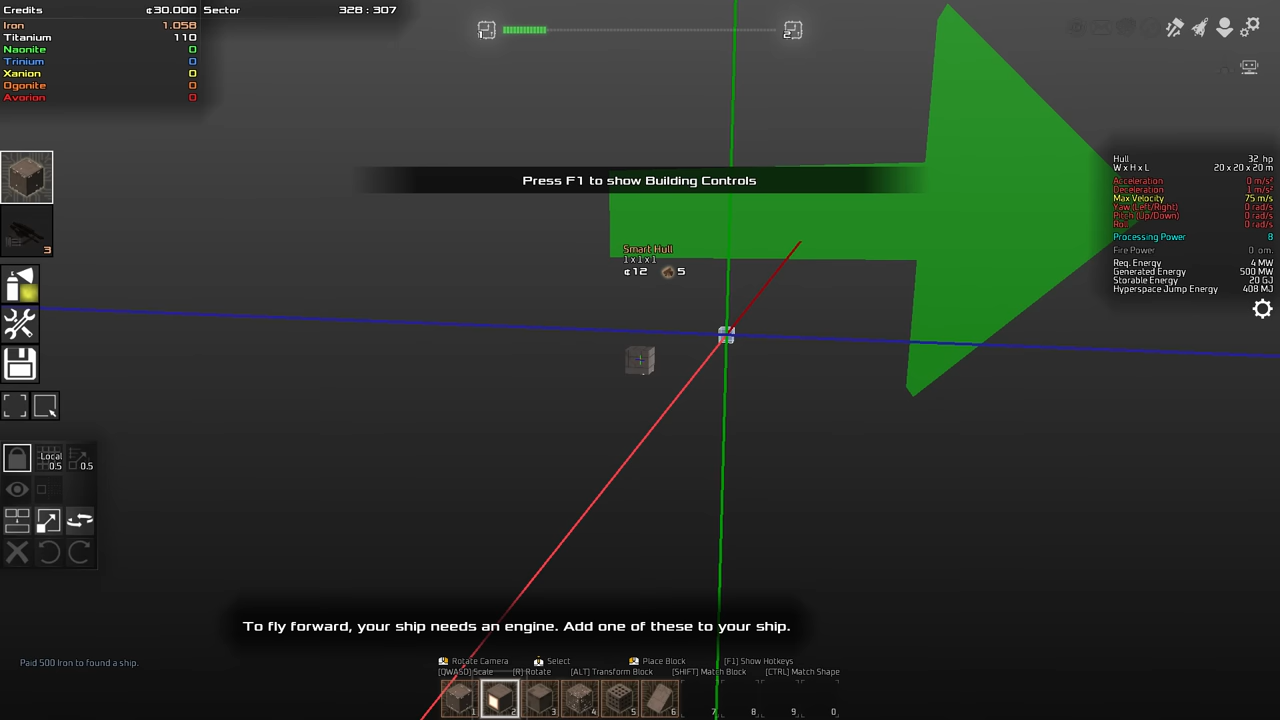 Credits ¢30.000 Sector 328 : 307
Iron 1.058
Titanium 110
Naonite 0
Trinium 0
Xanion 0
Ogonite 0
Avorion 0
1
2
3
Press F1 to show Building Controls
Smart Hull
1 x 1 x 1
¢12 5
Hull 32 hp
W x H x L 20 x 20 x 20 m
Acceleration 0 m/s²
Deceleration 1 m/s²
Max Velocity 75 m/s
Yaw (Left/Right) 0 rad/s
Pitch (Up/Down) 0 rad/s
Roll 0 rad/s
Processing Power 8
Fire Power 0 om.
Req. Energy 4 MW
Generated Energy 500 MW
Storable Energy 20 GJ
Hyperspace Jump Energy 408 MJ
Local
0.5 0.5
To fly forward, your ship needs an engine. Add one of these to your ship.
Paid 500 Iron to found a ship.
Rotate Camera Select Place Block [F1] Show Hotkeys
[QWASD] Scale [R] Rotate [ALT] Transform Block [SHIFT] Match Block [CTRL] Match Shape
1 2 3 4 5 6 7 8 9 0